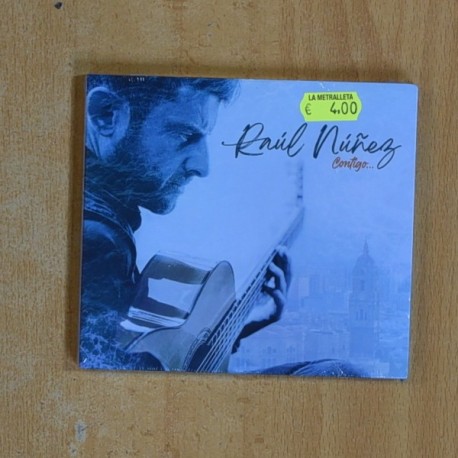 LA METRALLETA
€ 4.00
Raúl Núñez
Contigo...